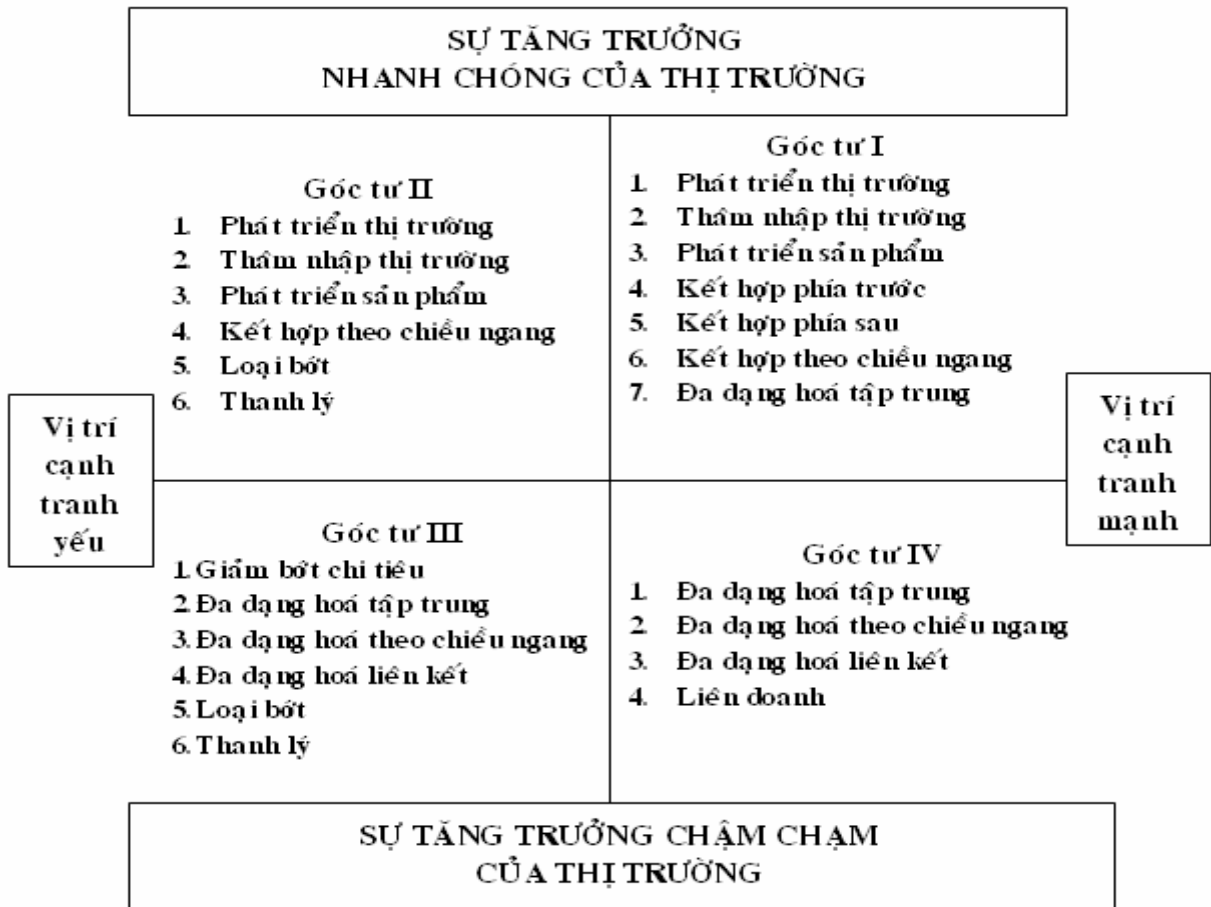 SỰ TĂNG TRƯỞNG
NHANH CHÓNG CỦA THỊ TRƯỜNG
Góc tư II
1. Phát triển thị trường
2. Thâm nhập thị trường
3. Phát triển sản phẩm
4. Kết hợp theo chiều ngang
5. Loại bớt
6. Thanh lý
Góc tư I
1. Phát triển thị trường
2. Thâm nhập thị trường
3. Phát triển sản phẩm
4. Kết hợp phía trước
5. Kết hợp phía sau
6. Kết hợp theo chiều ngang
7. Đa dạng hoá tập trung
Vị trí
cạnh
tranh
yếu
Vị trí
cạnh
tranh
mạnh
Góc tư III
1. Giảm bớt chi tiêu
2. Đa dạng hoá tập trung
3. Đa dạng hoá theo chiều ngang
4. Đa dạng hoá liên kết
5. Loại bớt
6. Thanh lý
Góc tư IV
1. Đa dạng hoá tập trung
2. Đa dạng hoá theo chiều ngang
3. Đa dạng hoá liên kết
4. Liên doanh
SỰ TĂNG TRƯỞNG CHẬM CHẠM
CỦA THỊ TRƯỜNG